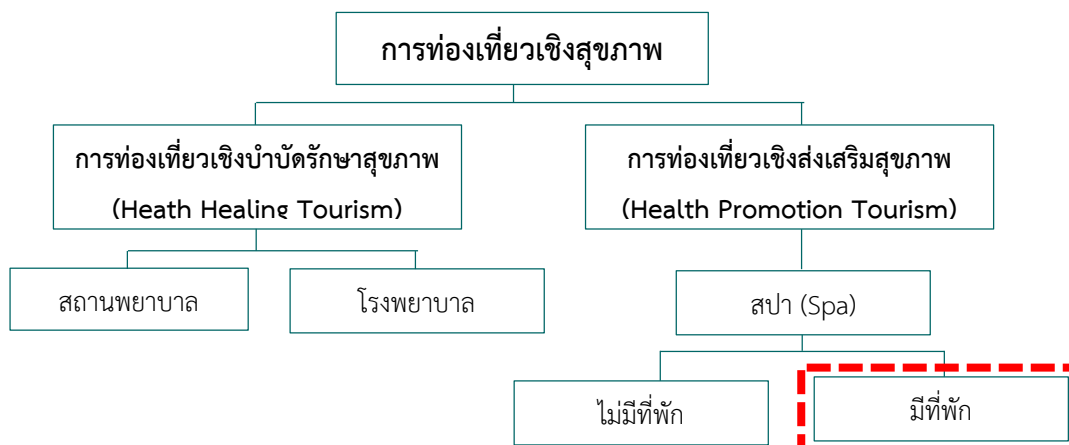 การท่องเที่ยวเชิงสุขภาพ
การท่องเที่ยวเชิงบำบัดรักษาสุขภาพ
(Heath Healing Tourism)
การท่องเที่ยวเชิงส่งเสริมสุขภาพ
(Health Promotion Tourism)
สถานพยาบาล
โรงพยาบาล
สปา (Spa)
ไม่มีที่พัก
มีที่พัก